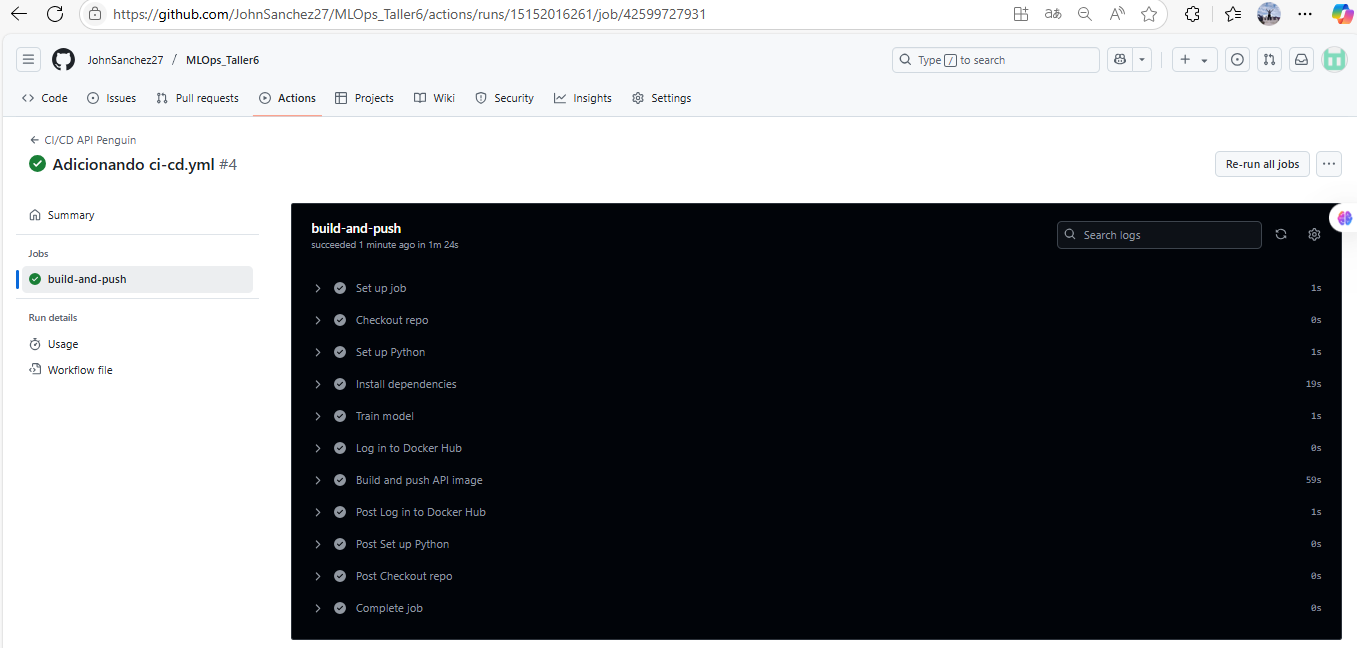 https://github.com/JohnSanchez27/MLOps_Taller6/actions/runs/15152016261/job/42599727931
JohnSanchez27 / MLOps_Taller6
Type / to search
Code Issues Pull requests Actions Projects Wiki Security Insights Settings
← CI/CD API Penguin
Adicionando ci-cd.yml #4
Re-run all jobs
Summary
Jobs
build-and-push
Run details
Usage
Workflow file
build-and-push
succeeded 1 minute ago in 1m 24s
Search logs
Set up job 1s
Checkout repo 0s
Set up Python 1s
Install dependencies 19s
Train model 1s
Log in to Docker Hub 0s
Build and push API image 59s
Post Log in to Docker Hub 1s
Post Set up Python 0s
Post Checkout repo 0s
Complete job 0s